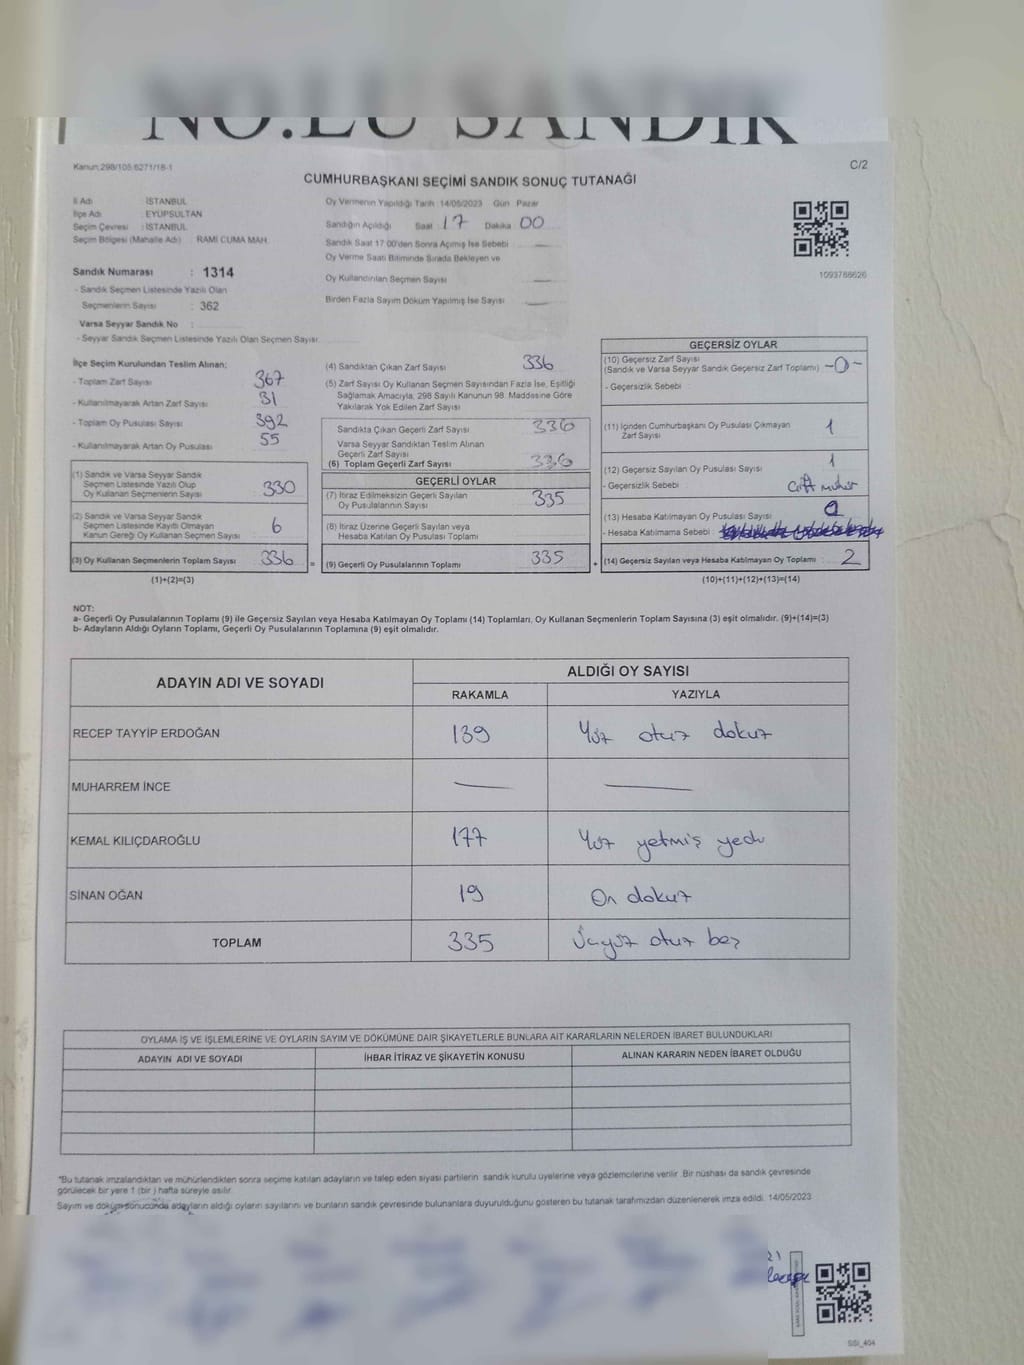 NO.LU SANDIK
Kanun:298/105 6271/18-1
C/2
CUMHURBAŞKANI SEÇİMİ SANDIK SONUÇ TUTANAĞI
İl Adı : İSTANBUL
İlçe Adı : EYÜPSULTAN
Seçim Çevresi : İSTANBUL
Seçim Bölgesi (Mahalle Adı) : RAMİ CUMA MAH.
Sandık Numarası : 1314
- Sandık Seçmen Listesinde Yazılı Olan
Seçmenlerin Sayısı : 362
Varsa Seyyar Sandık No :
- Seyyar Sandık Seçmen Listesinde Yazılı Olan Seçmen Sayısı:
Oy Vermenin Yapıldığı Tarih :14/05/2023 Gün Pazar
Sandığın Açıldığı Saat 17 Dakika 00
Sandık Saat 17:00'den Sonra Açılmış İse Sebebi —
Oy Verme Saati Bitiminde Sırada Bekleyen ve
Oy Kullandırılan Seçmen Sayısı —
Birden Fazla Sayım Döküm Yapılmış İse Sayısı —
1093788626
İlçe Seçim Kurulundan Teslim Alınan;
- Toplam Zarf Sayısı 367
- Kullanılmayarak Artan Zarf Sayısı 31
- Toplam Oy Pusulası Sayısı 392
- Kullanılmayarak Artan Oy Pusulası 55
(1) Sandık ve Varsa Seyyar Sandık
Seçmen Listesinde Yazılı Olup
Oy Kullanan Seçmenlerin Sayısı 330
(2) Sandık ve Varsa Seyyar Sandık
Seçmen Listesinde Kayıtlı Olmayan
Kanun Gereği Oy Kullanan Seçmen Sayısı 6
(3) Oy Kullanan Seçmenlerin Toplam Sayısı 336 =
(1)+(2)=(3)
(4) Sandıktan Çıkan Zarf Sayısı 336
(5) Zarf Sayısı Oy Kullanan Seçmen Sayısından Fazla İse, Eşitliği
Sağlamak Amacıyla, 298 Sayılı Kanunun 98. Maddesine Göre
Yakılarak Yok Edilen Zarf Sayısı
Sandıkta Çıkan Geçerli Zarf Sayısı 336
Varsa Seyyar Sandıktan Teslim Alınan
Geçerli Zarf Sayısı
(6) Toplam Geçerli Zarf Sayısı 336
GEÇERLİ OYLAR
(7) İtiraz Edilmeksizin Geçerli Sayılan
Oy Pusulalarının Sayısı 335
(8) İtiraz Üzerine Geçerli Sayılan veya
Hesaba Katılan Oy Pusulası Toplamı
(9) Geçerli Oy Pusulalarının Toplamı 335 +
GEÇERSİZ OYLAR
(10) Geçersiz Zarf Sayısı
(Sandık ve Varsa Seyyar Sandık Geçersiz Zarf Toplamı) -0-
- Geçersizlik Sebebi :
(11) İçinden Cumhurbaşkanı Oy Pusulası Çıkmayan
Zarf Sayısı 1
(12) Geçersiz Sayılan Oy Pusulası Sayısı 1
- Geçersizlik Sebebi : Çift mühür
(13) Hesaba Katılmayan Oy Pusulası Sayısı 0
- Hesaba Katılmama Sebebi :
(14) Geçersiz Sayılan veya Hesaba Katılmayan Oy Toplamı 2
(10)+(11)+(12)+(13)=(14)
NOT:
a- Geçerli Oy Pusulalarının Toplamı (9) ile Geçersiz Sayılan veya Hesaba Katılmayan Oy Toplamı (14) Toplamları, Oy Kullanan Seçmenlerin Toplam Sayısına (3) eşit olmalıdır. (9)+(14)=(3)
b- Adayların Aldığı Oyların Toplamı, Geçerli Oy Pusulalarının Toplamına (9) eşit olmalıdır.
ADAYIN ADI VE SOYADI
ALDIĞI OY SAYISI
RAKAMLA YAZIYLA
RECEP TAYYİP ERDOĞAN 139 Yüz otuz dokuz
MUHARREM İNCE — —
KEMAL KILIÇDAROĞLU 177 Yüz yetmiş yedi
SİNAN OĞAN 19 On dokuz
TOPLAM 335 Üçyüz otuz beş
OYLAMA İŞ VE İŞLEMLERİNE VE OYLARIN SAYIM VE DÖKÜMÜNE DAİR ŞİKAYETLERLE BUNLARA AİT KARARLARIN NELERDEN İBARET BULUNDUKLARI
ADAYIN ADI VE SOYADI İHBAR İTİRAZ VE ŞİKAYETİN KONUSU ALINAN KARARIN NEDEN İBARET OLDUĞU
*Bu tutanak imzalandıktan ve mühürlendikten sonra seçime katılan adayların ve talep eden siyasi partilerin sandık kurulu üyelerine veya gözlemcilerine verilir. Bir nüshası da sandık çevresinde
görülecek bir yere 1 (bir) hafta süreyle asılır.
Sayım ve döküm sonucunda adayların aldığı oyların sayılarını ve bunların sandık çevresinde bulunanlara duyurulduğunu gösteren bu tutanak tarafımızdan düzenlenerek imza edildi. 14/05/2023
SSİ_404